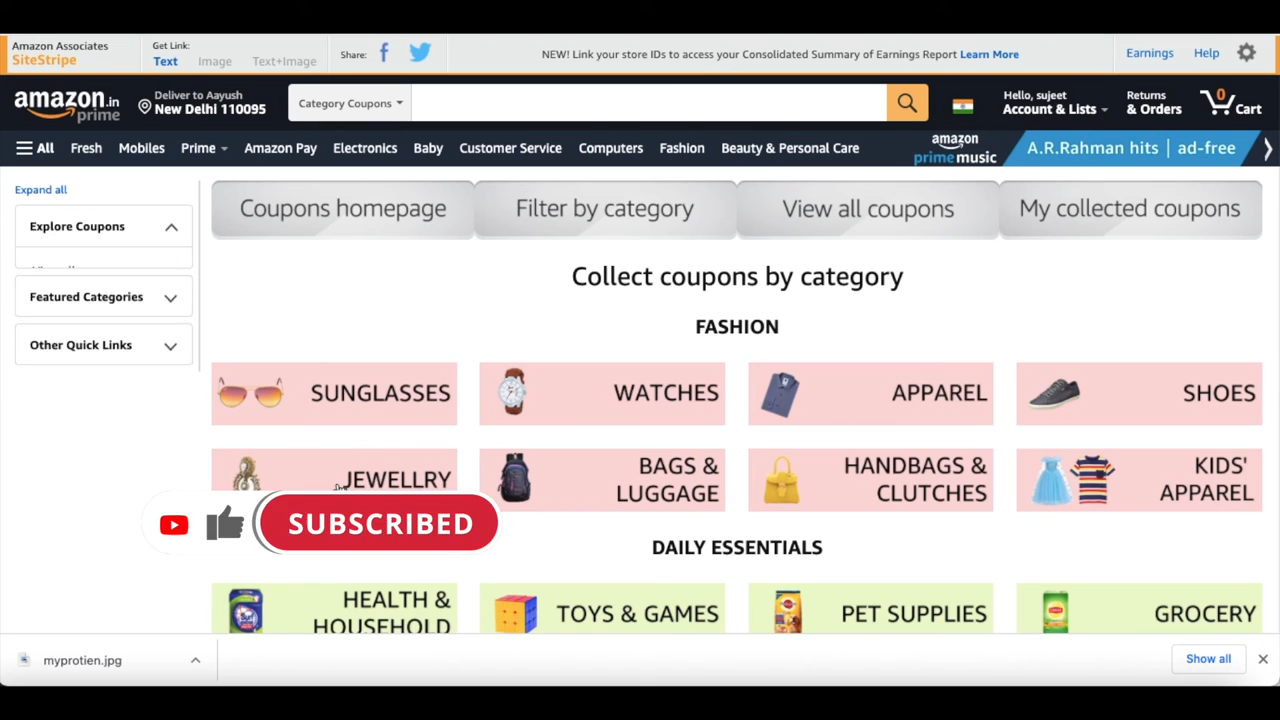 Amazon Associates
SiteStripe
Get Link:
Text Image Text+Image
Share:
NEW! Link your store IDs to access your Consolidated Summary of Earnings Report Learn More
Earnings Help
amazon.in
prime
Deliver to Aayush
New Delhi 110095
Category Coupons
Hello, sujeet
Account & Lists
Returns
& Orders
0
Cart
All Fresh Mobiles Prime Amazon Pay Electronics Baby Customer Service Computers Fashion Beauty & Personal Care
amazon
prime music
A.R.Rahman hits | ad-free
Expand all
Explore Coupons
Featured Categories
Other Quick Links
Coupons homepage
Filter by category
View all coupons
My collected coupons
Collect coupons by category
FASHION
SUNGLASSES
WATCHES
APPAREL
SHOES
JEWELLRY
BAGS &
LUGGAGE
HANDBAGS &
CLUTCHES
KIDS'
APPAREL
SUBSCRIBED
DAILY ESSENTIALS
HEALTH &
HOUSEHOLD
TOYS & GAMES
PET SUPPLIES
GROCERY
myprotien.jpg
Show all